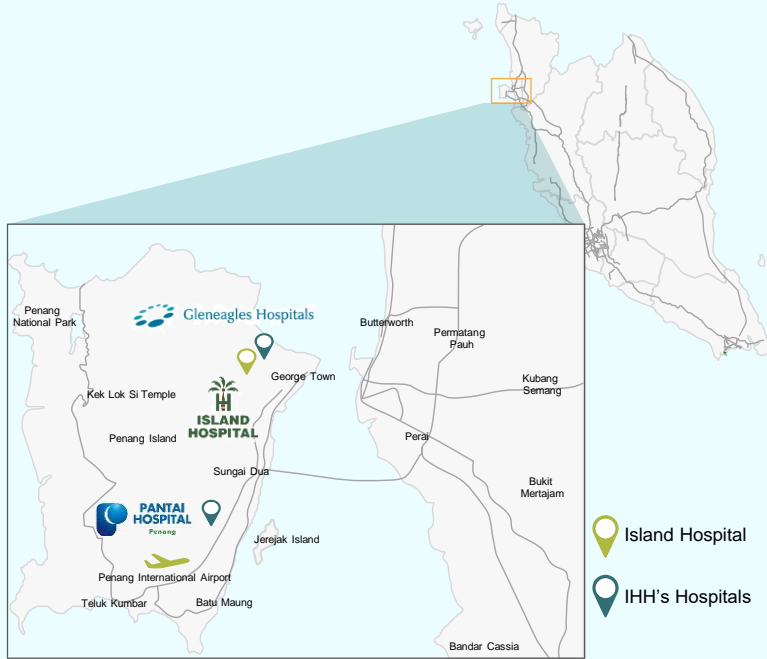 Penang
National Park
Gleneagles Hospitals
Butterworth
Permatang
Pauh
George Town
Kubang
Semang
Kek Lok Si Temple
ISLAND
HOSPITAL
Penang Island
Perai
Sungai Dua
Bukit
Mertajam
PANTAI
HOSPITAL
Penang
Island Hospital
Jerejak Island
Penang International Airport
IHH's Hospitals
Teluk Kumbar
Batu Maung
Bandar Cassia